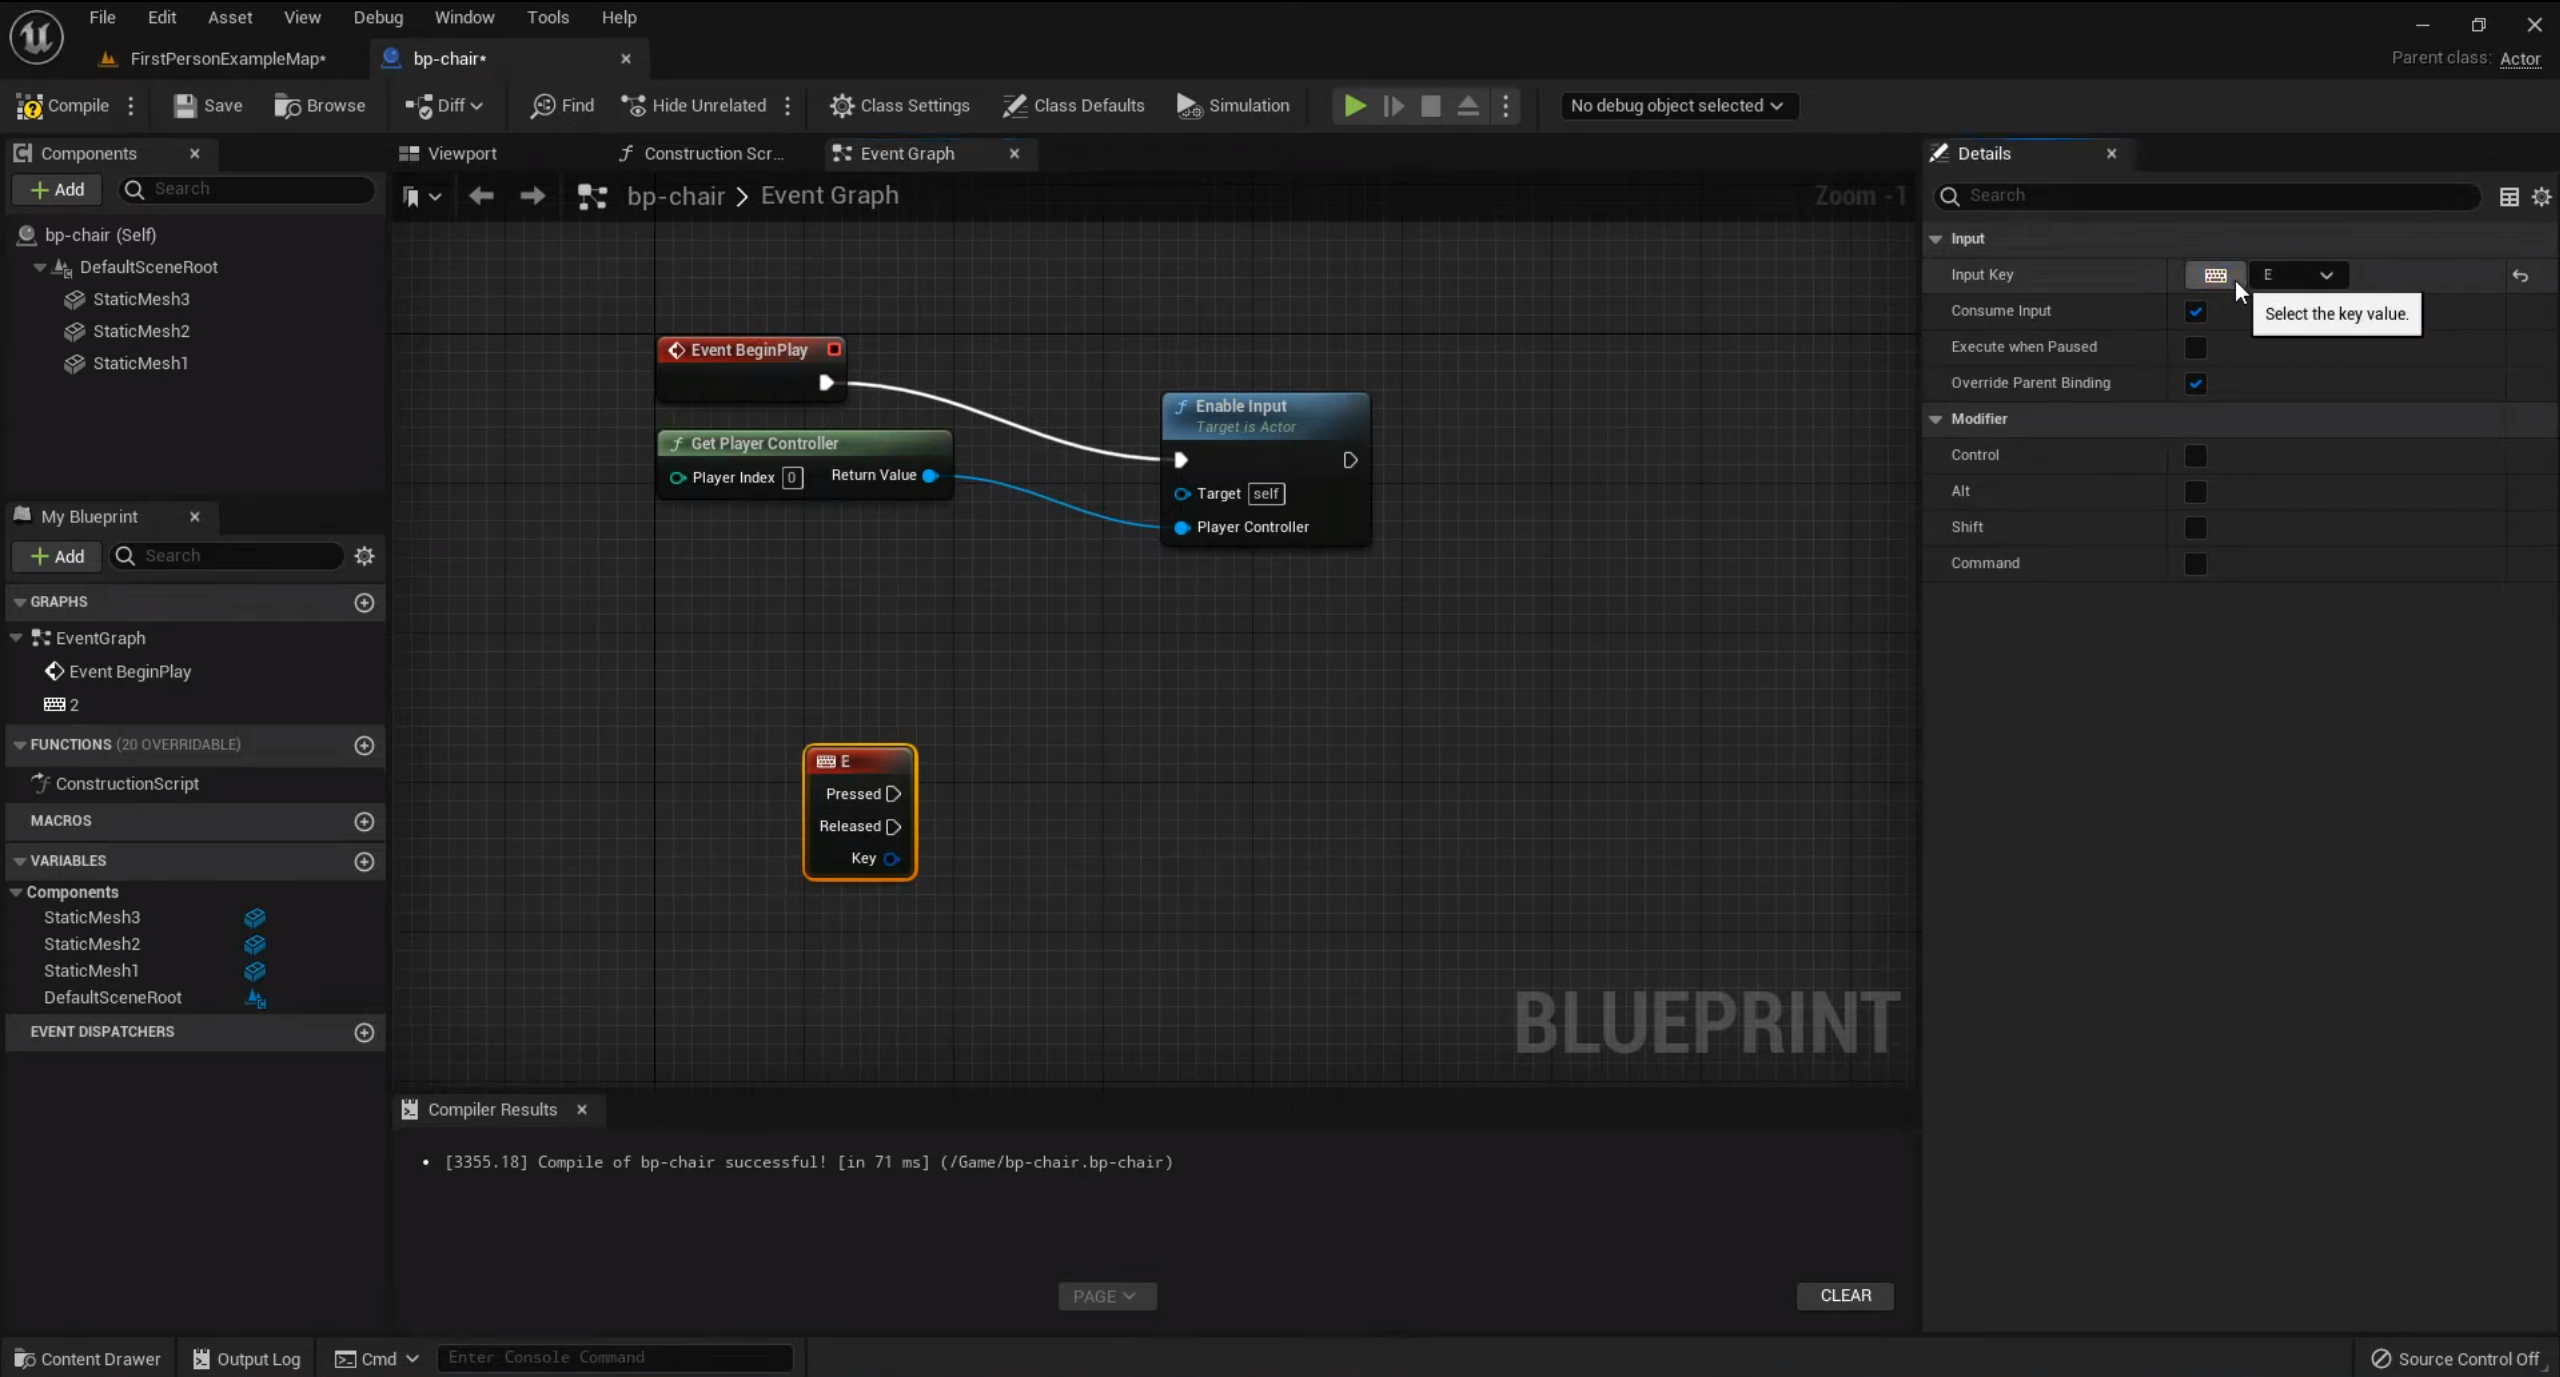 File Edit Asset View Debug Window Tools Help
FirstPersonExampleMap* bp-chair* Parent class: Actor
Compile Save Browse Diff Find Hide Unrelated Class Settings Class Defaults Simulation No debug object selected
Components
Add Search
bp-chair (Self)
DefaultSceneRoot
StaticMesh3
StaticMesh2
StaticMesh1
My Blueprint
Add Search
GRAPHS
EventGraph
Event BeginPlay
2
FUNCTIONS (20 OVERRIDABLE)
ConstructionScript
MACROS
VARIABLES
Components
StaticMesh3
StaticMesh2
StaticMesh1
DefaultSceneRoot
EVENT DISPATCHERS
Viewport Construction Scr... Event Graph
bp-chair > Event Graph Zoom -1
Event BeginPlay
Get Player Controller
Player Index 0 Return Value
Enable Input
Target is Actor
Target self
Player Controller
E
Pressed
Released
Key
BLUEPRINT
Compiler Results
[3355.18] Compile of bp-chair successful! [in 71 ms] (/Game/bp-chair.bp-chair)
PAGE CLEAR
Details
Search
Input
Input Key E
Select the key value.
Consume Input
Execute when Paused
Override Parent Binding
Modifier
Control
Alt
Shift
Command
Content Drawer Output Log Cmd Enter Console Command Source Control Off